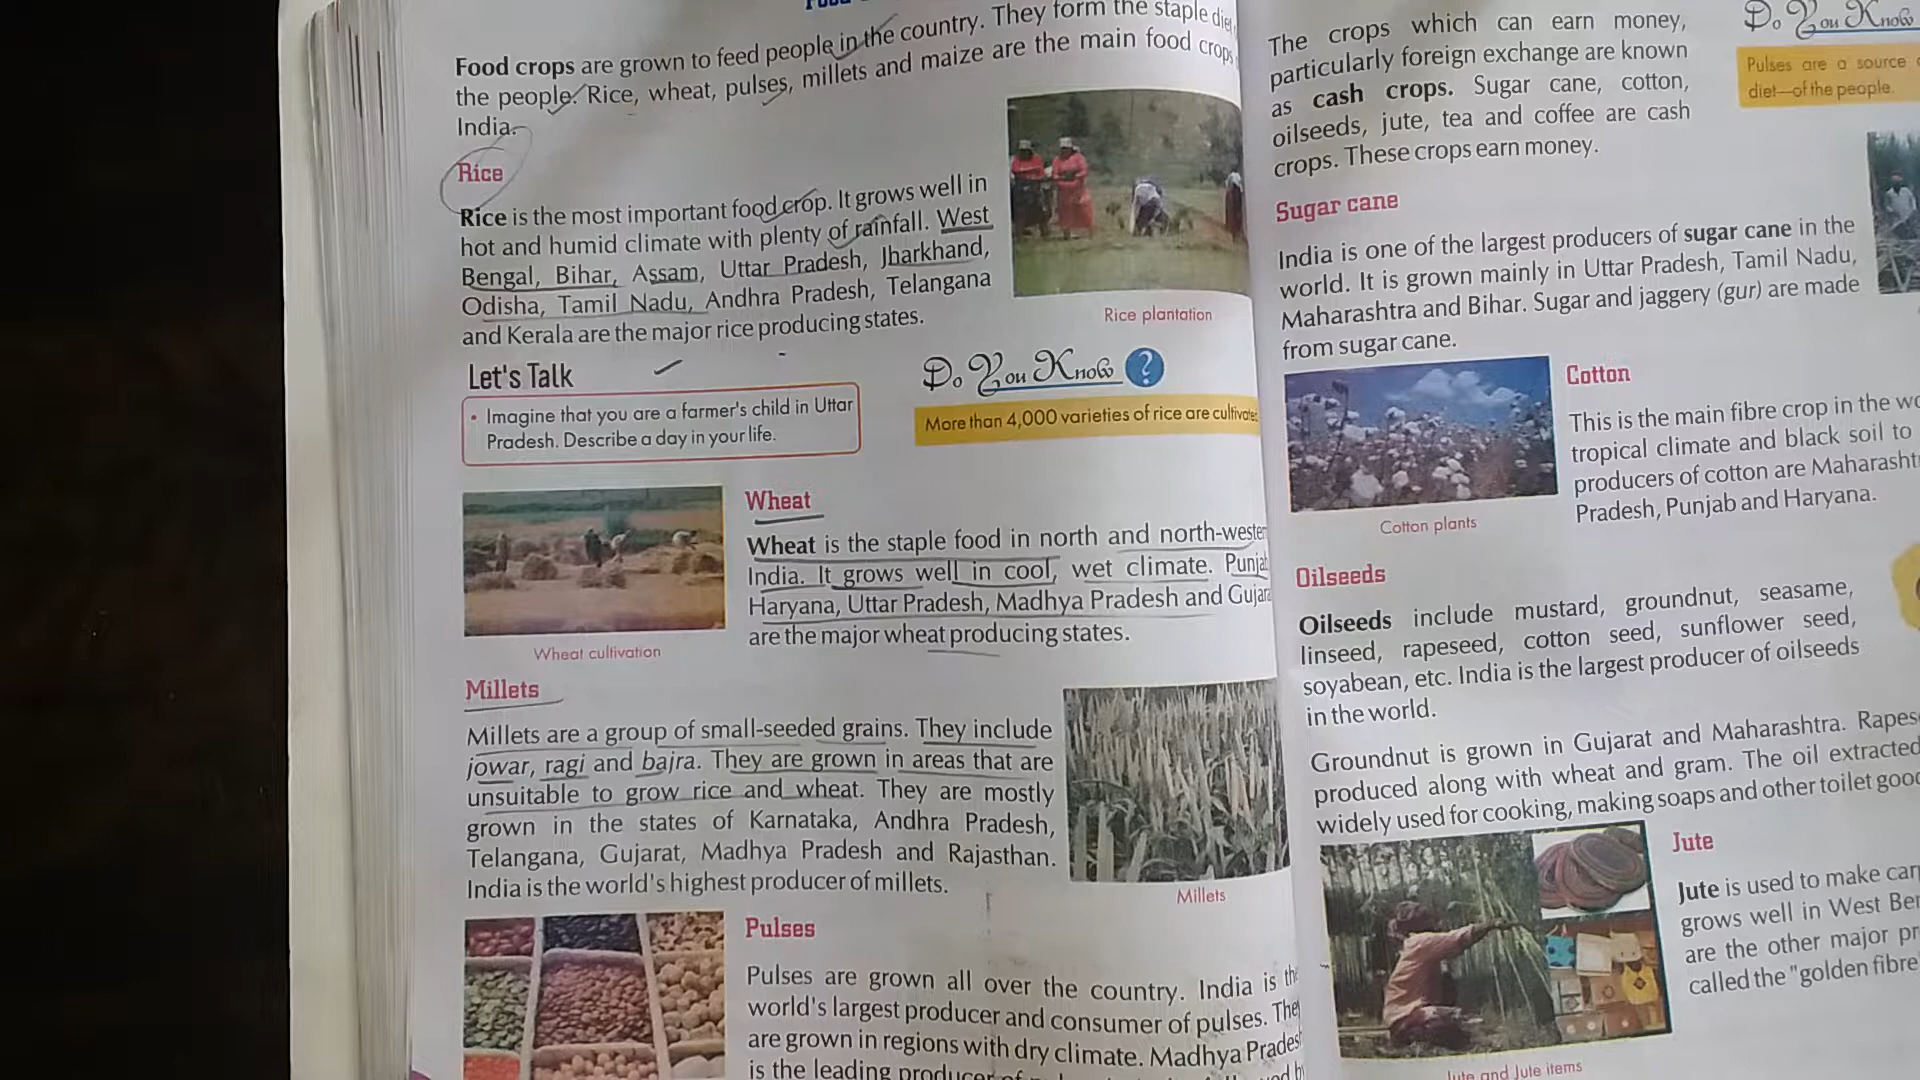 Food crops are grown to feed people in the country. They form the staple diet
the people. Rice, wheat, pulses, millets and maize are the main food crops
India.
Rice
Rice is the most important food crop. It grows well in
hot and humid climate with plenty of rainfall. West
Bengal, Bihar, Assam, Uttar Pradesh, Jharkhand,
Odisha, Tamil Nadu, Andhra Pradesh, Telangana
and Kerala are the major rice producing states.
Rice plantation
Let's Talk
• Imagine that you are a farmer's child in Uttar
Pradesh. Describe a day in your life.
Do You Know ?
More than 4,000 varieties of rice are cultivated
Wheat
Wheat is the staple food in north and
India. It grows well in cool, wet climate.
Haryana, Uttar Pradesh, Madhya Pradesh and
are the major wheat producing states.
Wheat cultivation
Millets
Millets are a group of small-seeded grains. They include
jowar, ragi and bajra. They are grown in areas that are
unsuitable to grow rice and wheat. They are mostly
grown in the states of Karnataka, Andhra Pradesh,
Telangana, Gujarat, Madhya Pradesh and Rajasthan.
India is the world's highest producer of millets.
Millets
Pulses
Pulses are grown all over the country. India is the
world's largest producer and consumer of pulses. They
are grown in regions with dry climate. Madhya
is the leading producer
The crops which can earn money,
particularly foreign exchange are known
as cash crops. Sugar cane, cotton,
oilseeds, jute, tea and coffee are cash
crops. These crops earn money.
Do You Know
Pulses are a source
diet—of the people.
Sugar cane
India is one of the largest producers of sugar cane in the
world. It is grown mainly in Uttar Pradesh, Tamil Nadu,
Maharashtra and Bihar. Sugar and jaggery (gur) are made
from sugar cane.
Cotton
This is the main fibre crop in the
tropical climate and black soil to
producers of cotton are
Pradesh, Punjab and Haryana.
Cotton plants
Oilseeds
Oilseeds include mustard, groundnut, seasame,
linseed, rapeseed, cotton seed, sunflower seed,
soyabean, etc. India is the largest producer of oilseeds
in the world.
Groundnut is grown in Gujarat and Maharashtra.
produced along with wheat and gram. The oil extracted
widely used for cooking, making soaps and other toilet
Jute
Jute is used to make
grows well in West
are the other major
called the "golden fibre
Jute and Jute items